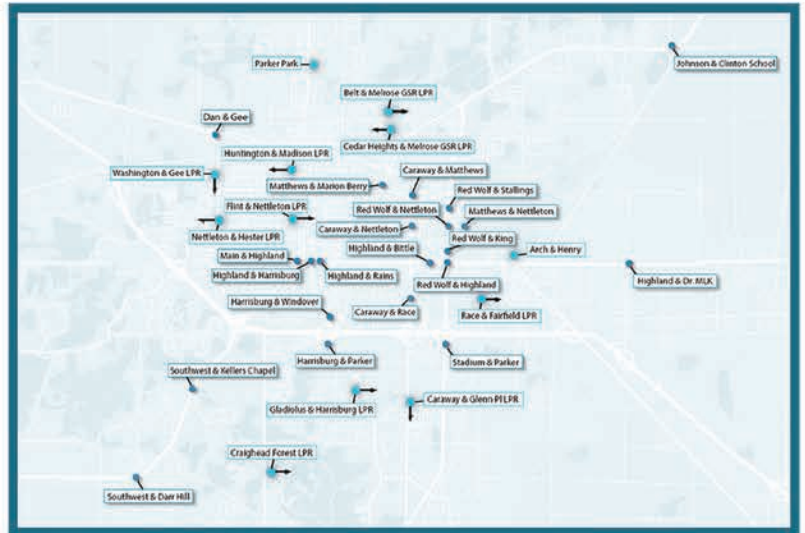 Johnson & Clinton School
Parker Park
Belt & Melrose GSR LPR
Dan & Gee
Cedar Heights & Melrose GSR LPR
Huntington & Madison LPR
Washington & Gee LPR
Caraway & Matthews
Matthews & Marion Berry
Red Wolf & Stallings
Flint & Nettleton LPR
Red Wolf & Nettleton
Matthews & Nettleton
Caraway & Nettleton
Nettleton & Hester LPR
Red Wolf & King
Highland & Bittle
Arch & Henry
Main & Highland
Highland & Harrisburg
Highland & Rains
Red Wolf & Highland
Highland & Dr. MLK
Harrisburg & Windover
Caraway & Race
Race & Fairfield LPR
Harrisburg & Parker
Stadium & Parker
Southwest & Kellers Chapel
Caraway & Glenn Pl LPR
Gladiolus & Harrisburg LPR
Craighead Forest LPR
Southwest & Darr Hill